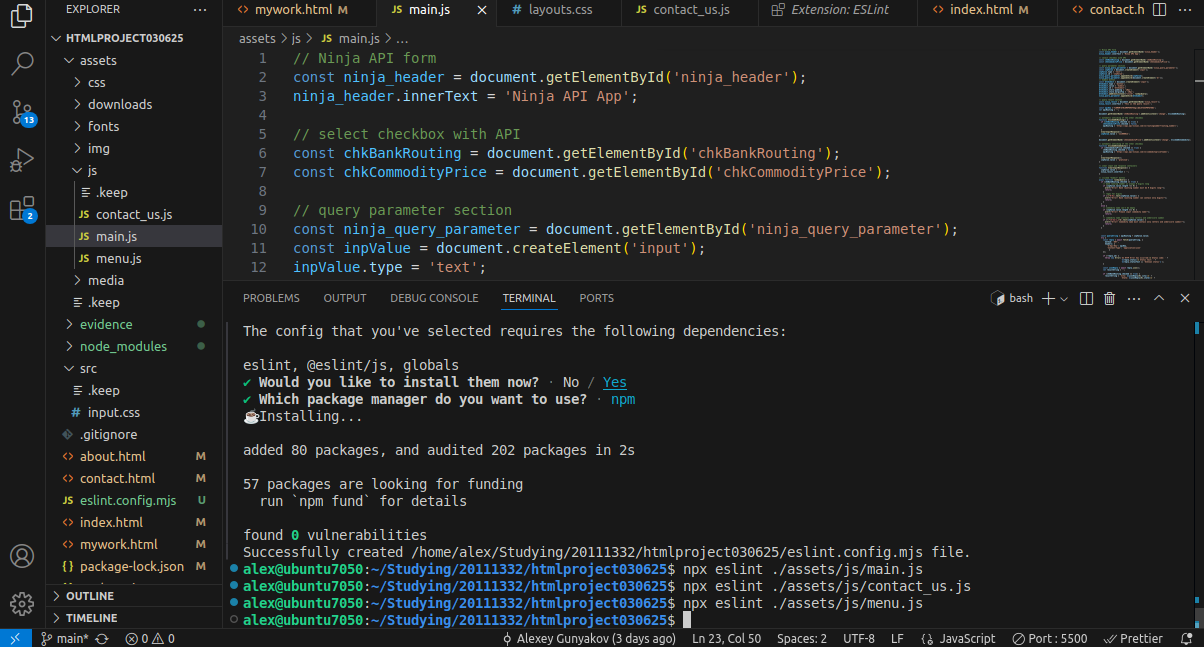 EXPLORER
mywork.html M
JS main.js
# layouts.css
JS contact_us.js
Extension: ESLint
index.html M
contact.h
HTMLPROJECT030625
assets
css
downloads
fonts
img
js
.keep
JS contact_us.js
JS main.js
JS menu.js
media
.keep
evidence
node_modules
src
.keep
# input.css
.gitignore
about.html M
contact.html M
JS eslint.config.mjs U
index.html M
mywork.html M
{} package-lock.json M
OUTLINE
TIMELINE
13
2
assets > js > JS main.js > ...
1 // Ninja API form
2 const ninja_header = document.getElementById('ninja_header');
3 ninja_header.innerText = 'Ninja API App';
4
5 // select checkbox with API
6 const chkBankRouting = document.getElementById('chkBankRouting');
7 const chkCommodityPrice = document.getElementById('chkCommodityPrice');
8
9 // query parameter section
10 const ninja_query_parameter = document.getElementById('ninja_query_parameter');
11 const inpValue = document.createElement('input');
12 inpValue.type = 'text';
PROBLEMS OUTPUT DEBUG CONSOLE TERMINAL PORTS
bash
The config that you've selected requires the following dependencies:
eslint, @eslint/js, globals
✔ Would you like to install them now? · No / Yes
✔ Which package manager do you want to use? · npm
☕Installing...
added 80 packages, and audited 202 packages in 2s
57 packages are looking for funding
run `npm fund` for details
found 0 vulnerabilities
Successfully created /home/alex/Studying/20111332/htmlproject030625/eslint.config.mjs file.
alex@ubuntu7050:~/Studying/20111332/htmlproject030625$ npx eslint ./assets/js/main.js
alex@ubuntu7050:~/Studying/20111332/htmlproject030625$ npx eslint ./assets/js/contact_us.js
alex@ubuntu7050:~/Studying/20111332/htmlproject030625$ npx eslint ./assets/js/menu.js
alex@ubuntu7050:~/Studying/20111332/htmlproject030625$
main* 0 0 Alexey Gunyakov (3 days ago) Ln 23, Col 50 Spaces: 2 UTF-8 LF {} JavaScript Port : 5500 Prettier